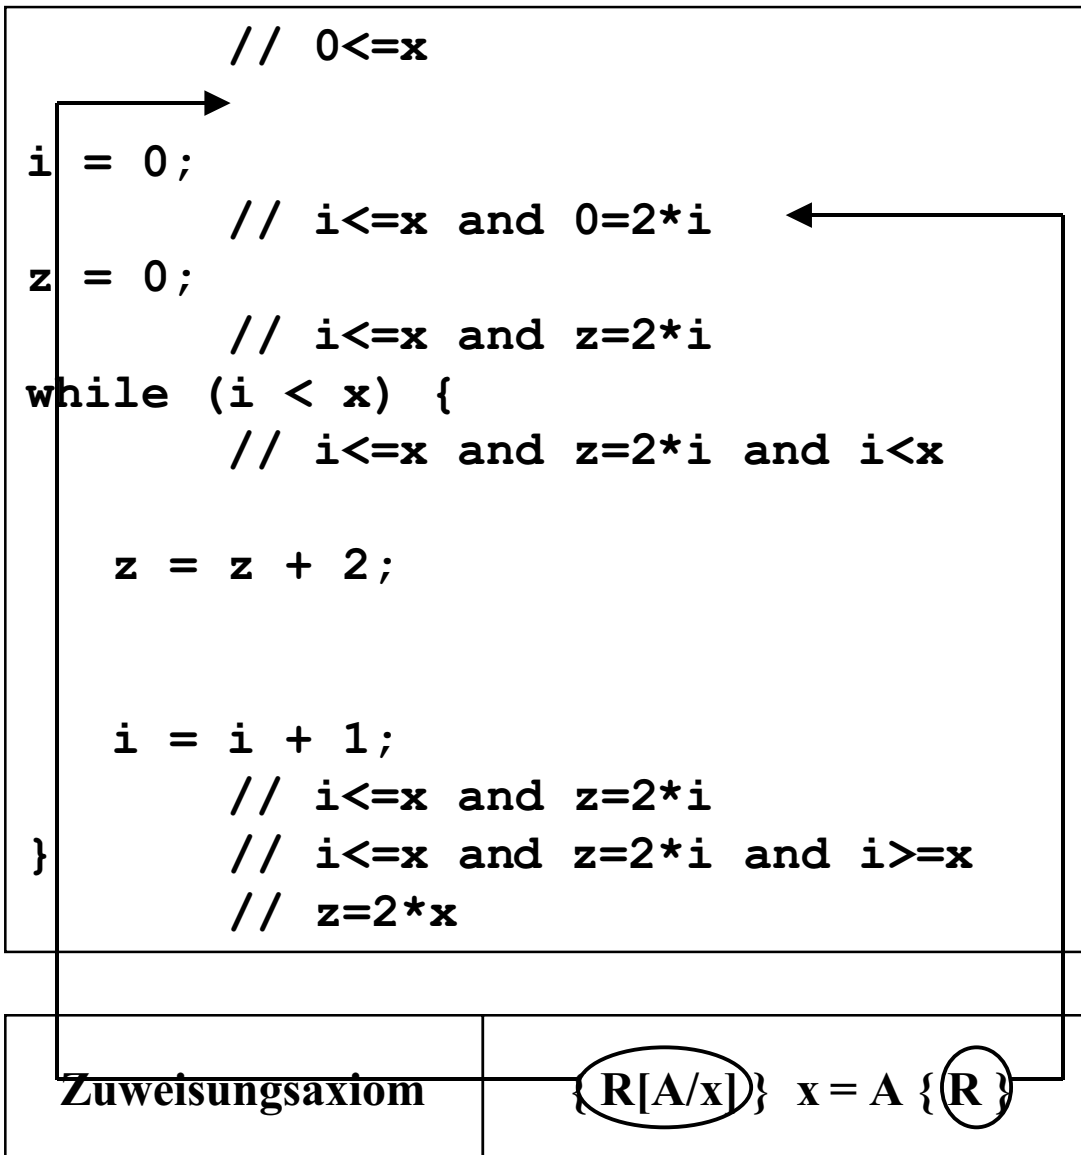 // 0<=x
i = 0;
// i<=x and 0=2*i
z = 0;
// i<=x and z=2*i
while (i < x) {
// i<=x and z=2*i and i<x
z = z + 2;
i = i + 1;
// i<=x and z=2*i
} // i<=x and z=2*i and i>=x
// z=2*x
Zuweisungsaxiom { R[A/x] } x = A { R }